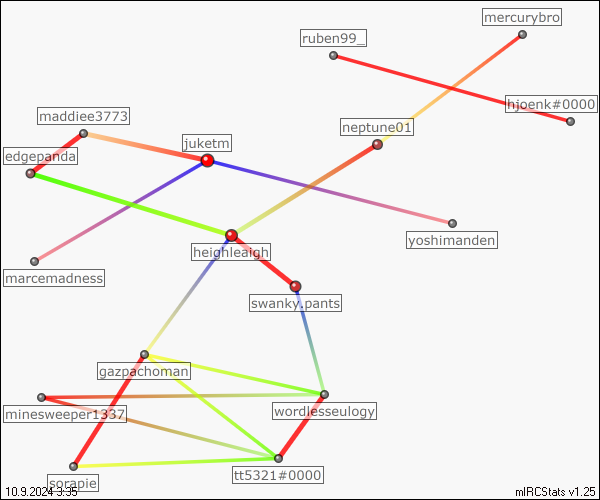 mercurybro
ruben99_
hjoenk#0000
maddiee3773
neptune01
juketm
edgepanda
yoshimanden
heighleaigh
marcemadness
swanky.pants
gazpachoman
wordlesseulogy
minesweeper1337
tt5321#0000
sorapie
10.9.2024 3:35
mIRCStats v1.25